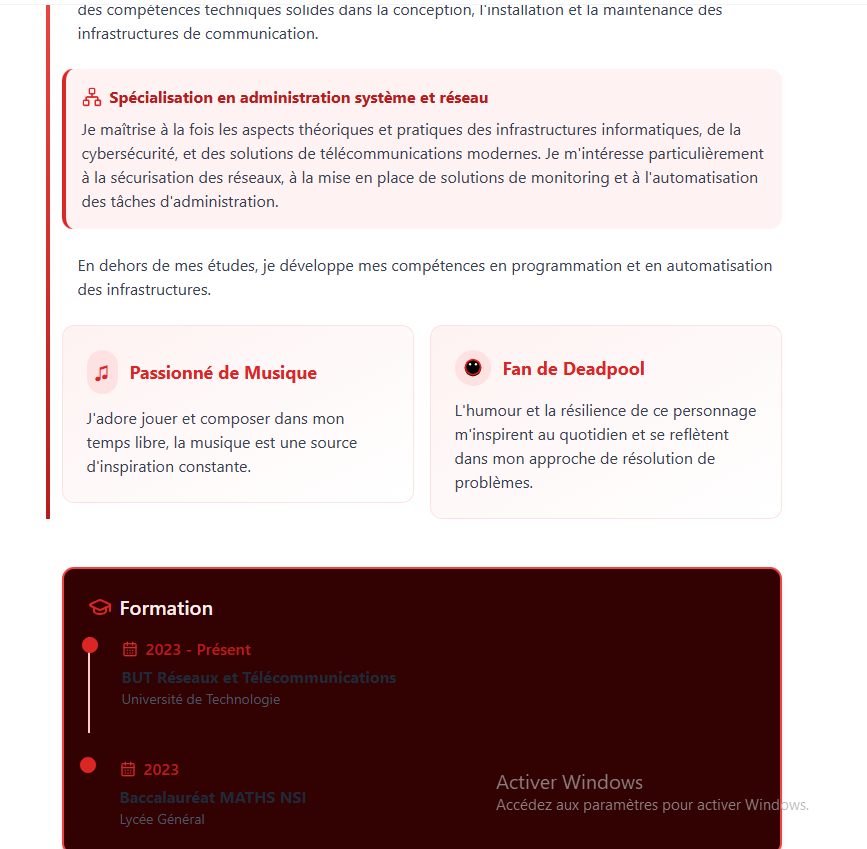 des compétences techniques solides dans la conception, l'installation et la maintenance des
infrastructures de communication.
Spécialisation en administration système et réseau
Je maîtrise à la fois les aspects théoriques et pratiques des infrastructures informatiques, de la
cybersécurité, et des solutions de télécommunications modernes. Je m'intéresse particulièrement
à la sécurisation des réseaux, à la mise en place de solutions de monitoring et à l'automatisation
des tâches d'administration.
En dehors de mes études, je développe mes compétences en programmation et en automatisation
des infrastructures.
Passionné de Musique
J'adore jouer et composer dans mon
temps libre, la musique est une source
d'inspiration constante.
Fan de Deadpool
L'humour et la résilience de ce personnage
m'inspirent au quotidien et se reflètent
dans mon approche de résolution de
problèmes.
Formation
2023 - Présent
BUT Réseaux et Télécommunications
Université de Technologie
2023
Baccalauréat MATHS NSI
Lycée Général
Activer Windows
Accédez aux paramètres pour activer Windows.